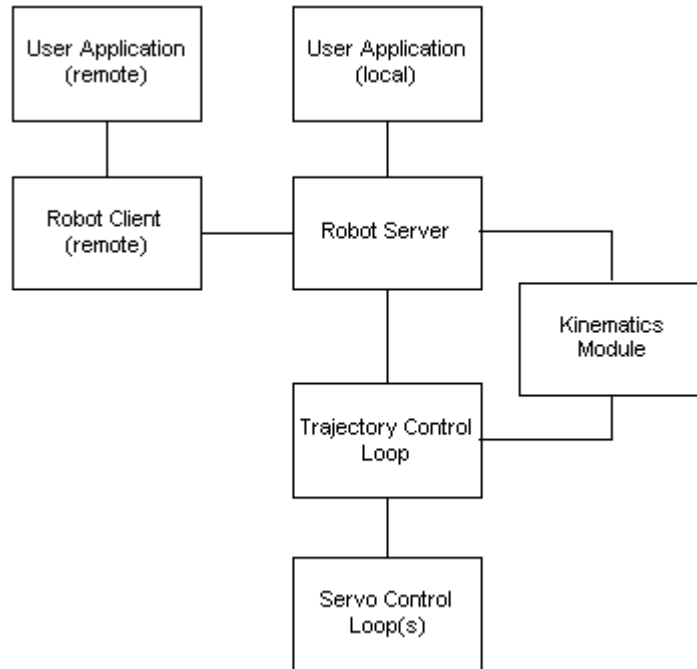 User Application
(remote)
User Application
(local)
Robot Client
(remote)
Robot Server
Kinematics
Module
Trajectory Control
Loop
Servo Control
Loop(s)